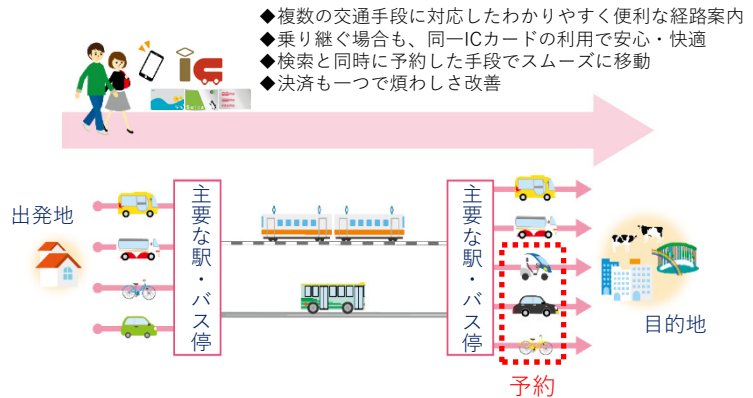 ◆複数の交通手段に対応したわかりやすく便利な経路案内
◆乗り継ぐ場合も、同一ICカードの利用で安心・快適
◆検索と同時に予約した手段でスムーズに移動
◆決済も一つで煩わしさ改善
出発地
主要な駅・バス停
主要な駅・バス停
目的地
予約